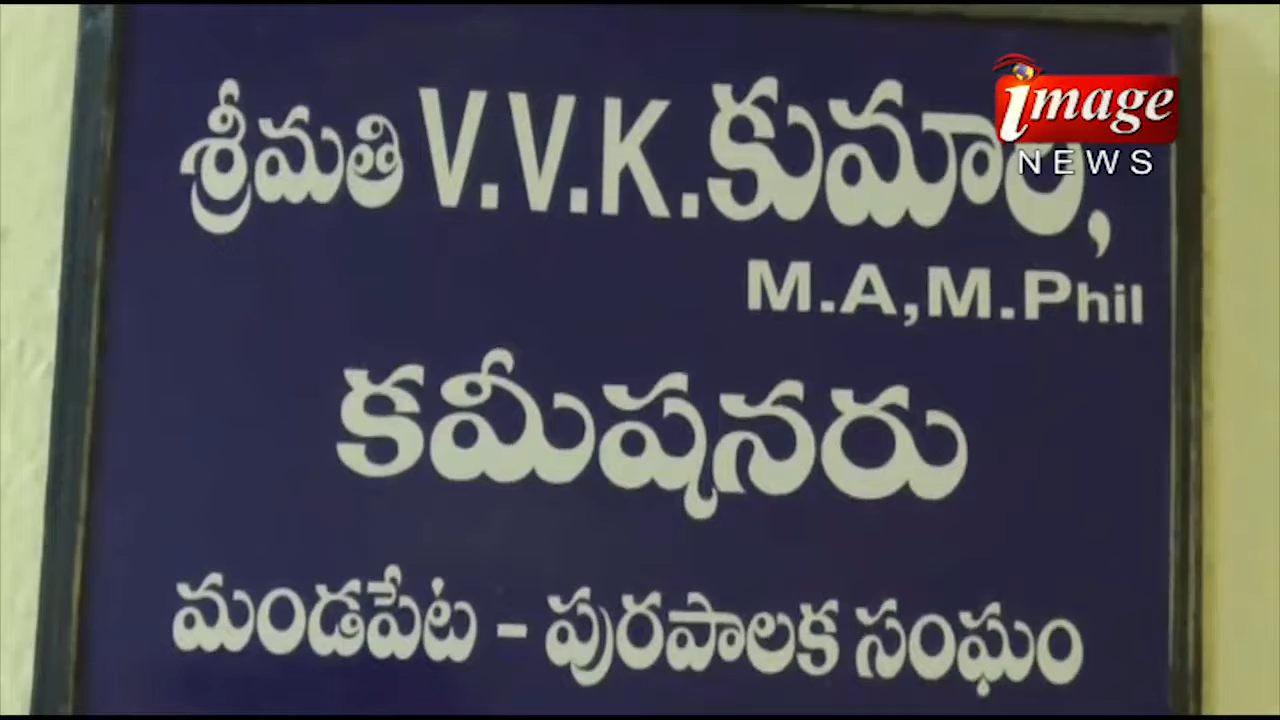 శ్రీమతి V.V.K.
M.A,M.Phil
కమీషనరు
మండపేట - పురపాలక సంఘం
image
NEWS